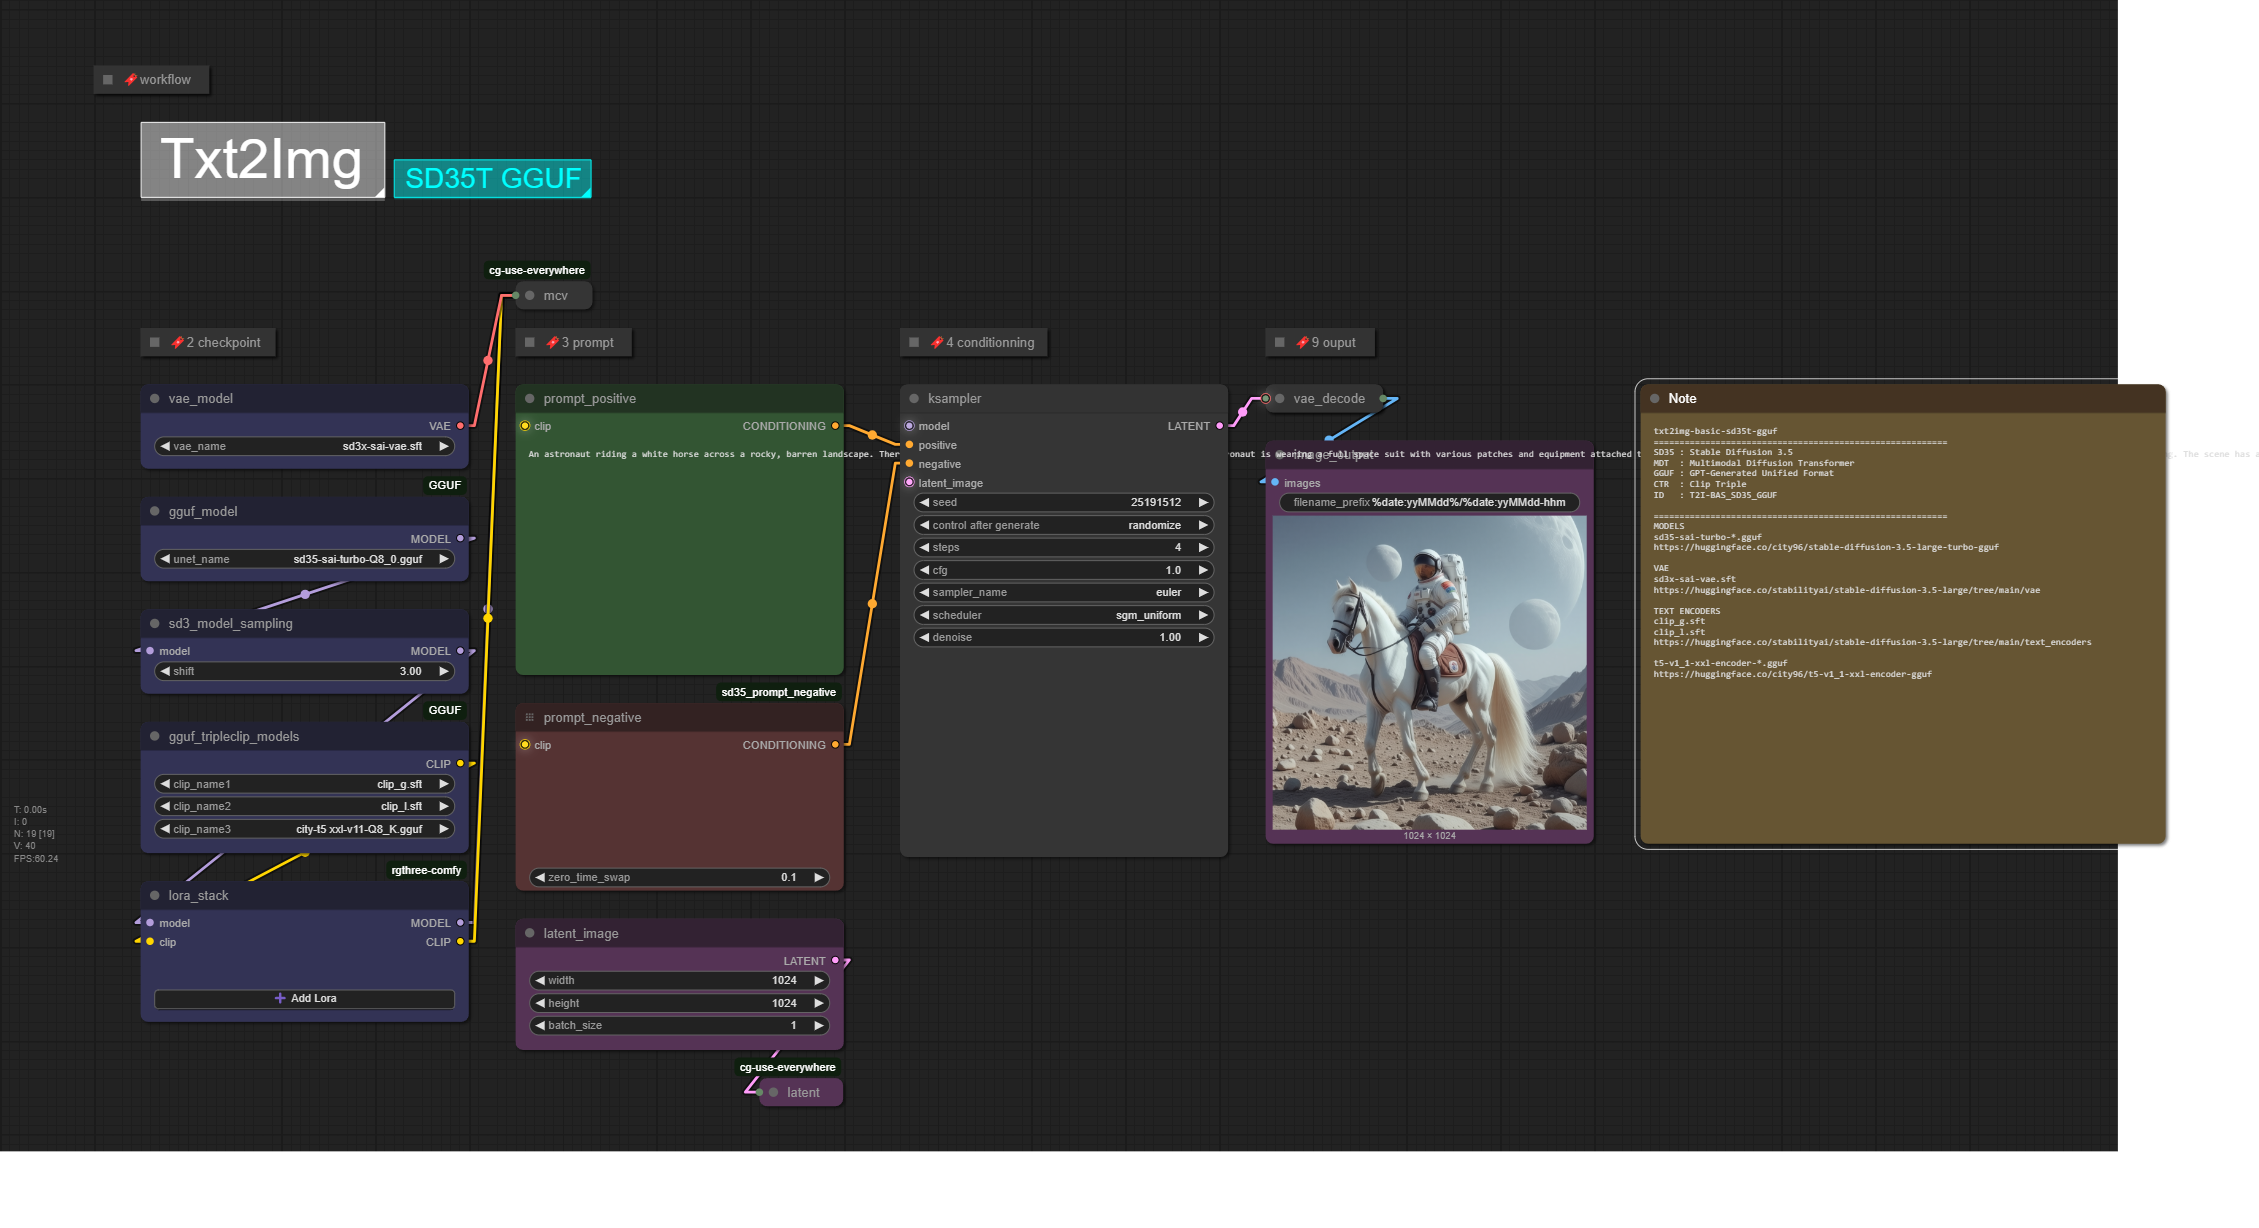 workflow
Txt2Img
SD35T GGUF
cg-use-everywhere
mcv
2 checkpoint
3 prompt
4 conditionning
9 ouput
vae_model
VAE
vae_name sd3x-sai-vae.sft
GGUF
gguf_model
MODEL
unet_name sd35-sai-turbo-Q8_0.gguf
sd3_model_sampling
model MODEL
shift 3.00
GGUF
gguf_tripleclip_models
CLIP
clip_name1 clip_g.sft
clip_name2 clip_l.sft
clip_name3 city-t5 xxl-v11-Q8_K.gguf
rgthree-comfy
lora_stack
model MODEL
clip CLIP
Add Lora
T: 0.00s
I: 0
N: 19 [19]
V: 40
FPS:60.24
prompt_positive
clip CONDITIONING
An astronaut riding a white horse across a rocky, barren landscape. Ther
sd35_prompt_negative
prompt_negative
clip CONDITIONING
zero_time_swap 0.1
latent_image
LATENT
width 1024
height 1024
batch_size 1
cg-use-everywhere
latent
ksampler
model LATENT
positive
negative
latent_image
seed 25191512
control after generate randomize
steps 4
cfg 1.0
sampler_name euler
scheduler sgm_uniform
denoise 1.00
vae_decode
image_output
ronaut is wearing a full space suit with various patches and equipment attached t
g. The scene has a
images
filename_prefix %date:yyMMdd%/%date:yyMMdd-hhm
1024 × 1024
Note
txt2img-basic-sd35t-gguf
=========================================================
SD35 : Stable Diffusion 3.5
MDT : Multimodal Diffusion Transformer
GGUF : GPT-Generated Unified Format
CTR : Clip Triple
ID : T2I-BAS_SD35_GGUF
=========================================================
MODELS
sd35-sai-turbo-*.gguf
https://huggingface.co/city96/stable-diffusion-3.5-large-turbo-gguf
VAE
sd3x-sai-vae.sft
https://huggingface.co/stabilityai/stable-diffusion-3.5-large/tree/main/vae
TEXT ENCODERS
clip_g.sft
clip_l.sft
https://huggingface.co/stabilityai/stable-diffusion-3.5-large/tree/main/text_encoders
t5-v1_1-xxl-encoder-*.gguf
https://huggingface.co/city96/t5-v1_1-xxl-encoder-gguf